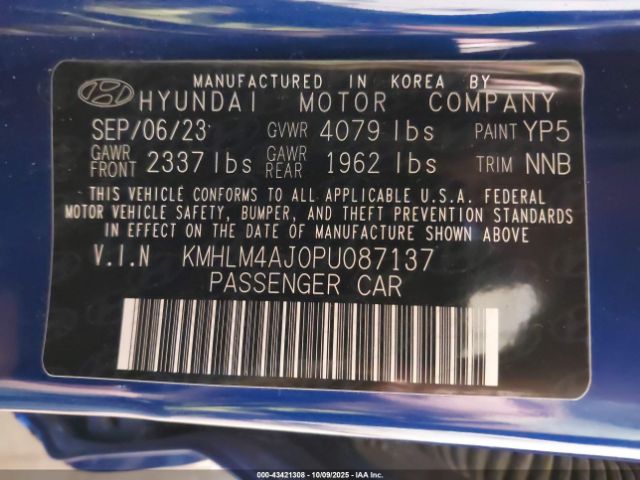 MANUFACTURED IN KOREA BY
HYUNDAI MOTOR COMPANY
SEP/06/23 GVWR 4079 lbs PAINT YP5
GAWR FRONT 2337 lbs GAWR REAR 1962 lbs TRIM NNB
THIS VEHICLE CONFORMS TO ALL APPLICABLE U.S.A. FEDERAL
MOTOR VEHICLE SAFETY, BUMPER, AND THEFT PREVENTION
STANDARDS IN EFFECT ON THE DATE OF MANUFACTURE SHOWN ABOVE.
V.I.N KMHLM4AJ0PU087137
PASSENGER CAR
000-43421308 - 10/09/2025 - IAA Inc.